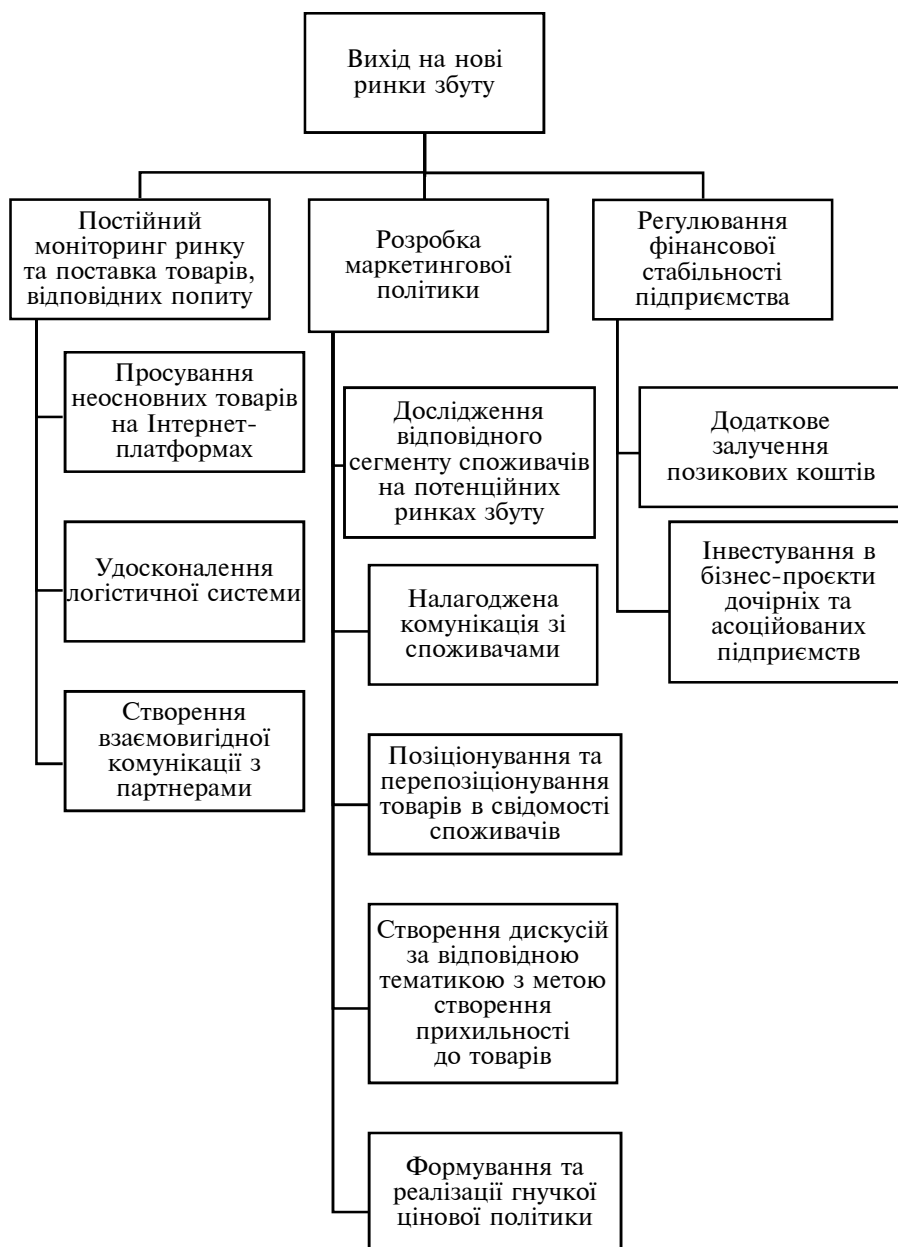 Вихід на нові
ринки збуту
Постійний
моніторинг ринку
та поставка товарів,
відповідних попиту
Просування
неосновних товарів
на Інтернет-
платформах
Удосконалення
логістичної системи
Створення
взаємовигідної
комунікації з
партнерами
Розробка
маркетингової
політики
Дослідження
відповідного
сегменту споживачів
на потенційних
ринках збуту
Налагоджена
комунікація зі
споживачами
Позіціонування та
перепозіціонування
товарів в свідомості
споживачів
Створення дискусій
за відповідною
тематикою з метою
створення
прихильності
до товарів
Формування та
реалізації гнучкої
цінової політики
Регулювання
фінансової
стабільності
підприємства
Додаткове
залучення
позикових коштів
Інвестування в
бізнес-проєкти
дочірніх та
асоційованих
підприємств